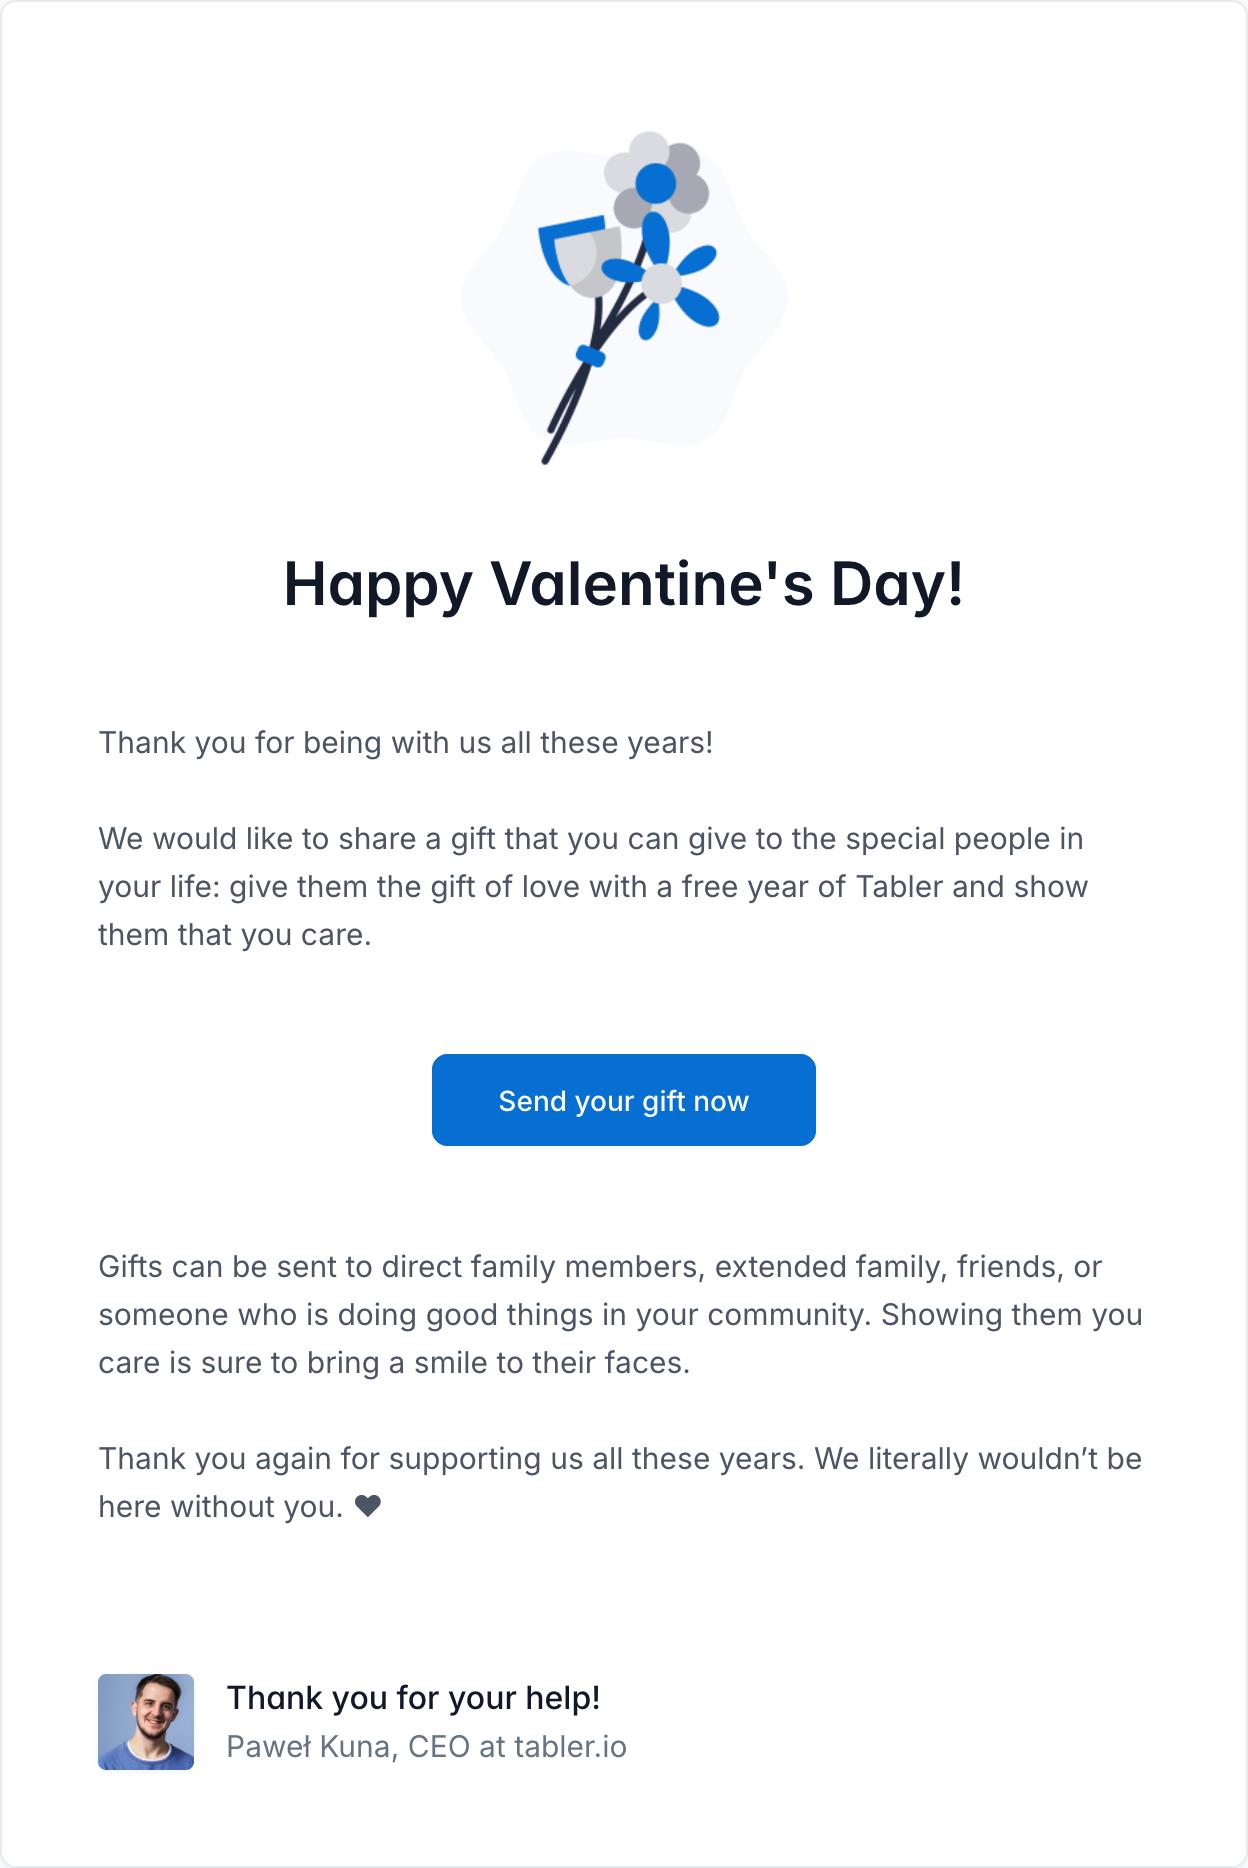 Happy Valentine's Day!
Thank you for being with us all these years!
We would like to share a gift that you can give to the special people in
your life: give them the gift of love with a free year of Tabler and show
them that you care.
Send your gift now
Gifts can be sent to direct family members, extended family, friends, or
someone who is doing good things in your community. Showing them you
care is sure to bring a smile to their faces.
Thank you again for supporting us all these years. We literally wouldn’t be
here without you. ♥
Thank you for your help!
Paweł Kuna, CEO at tabler.io